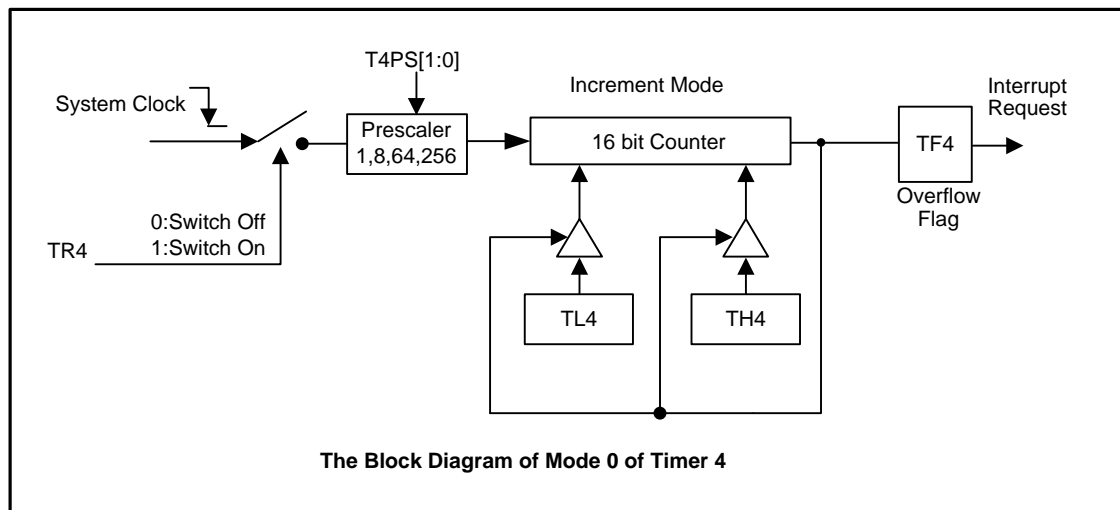 T4PS[1:0]
System Clock
Increment Mode
Interrupt
Request
Prescaler
1,8,64,256
16 bit Counter
TF4
Overflow
Flag
0:Switch Off
1:Switch On
TR4
TL4
TH4
The Block Diagram of Mode 0 of Timer 4